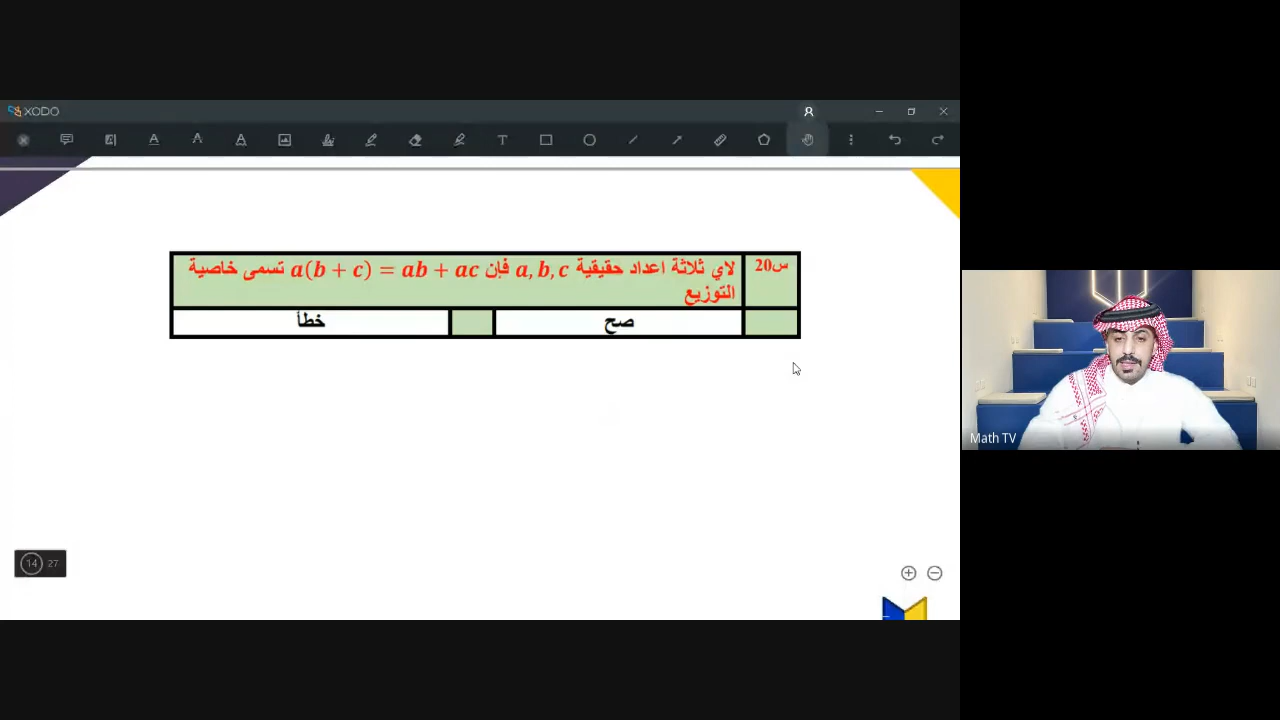 XODO
س20
لاي ثلاثة اعداد حقيقية a, b, c فإن a(b + c) = ab + ac تسمى خاصية
التوزيع
صح
خطأ
Math TV
14 27